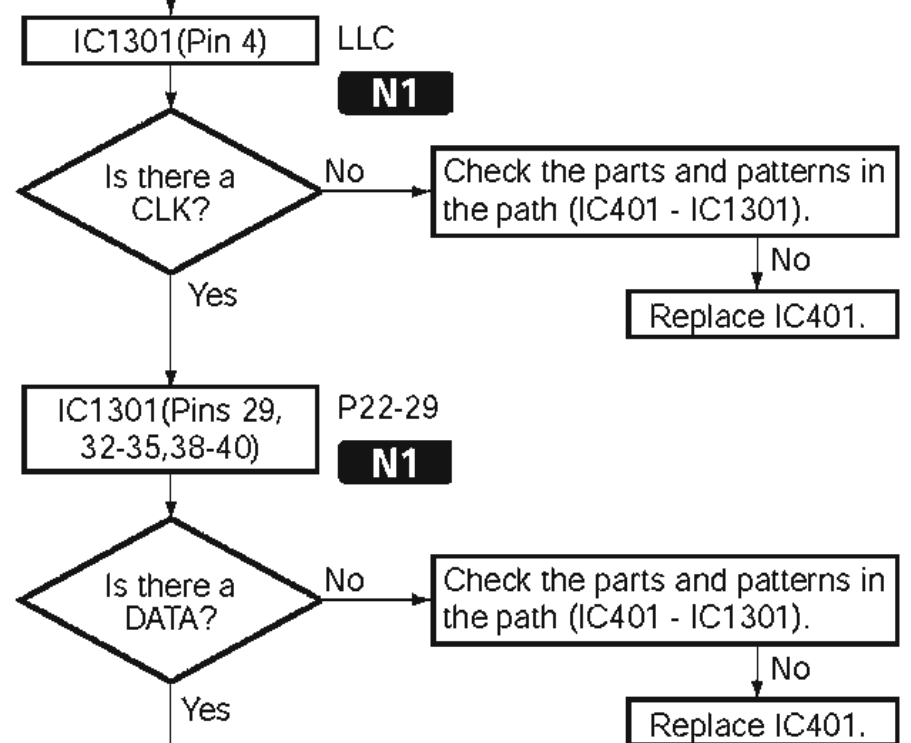 IC1301(Pin 4)
LLC
N1
Is there a
CLK?
No
Check the parts and patterns in
the path (IC401 - IC1301).
No
Replace IC401.
Yes
IC1301(Pins 29,
32-35,38-40)
P22-29
N1
Is there a
DATA?
No
Check the parts and patterns in
the path (IC401 - IC1301).
No
Replace IC401.
Yes